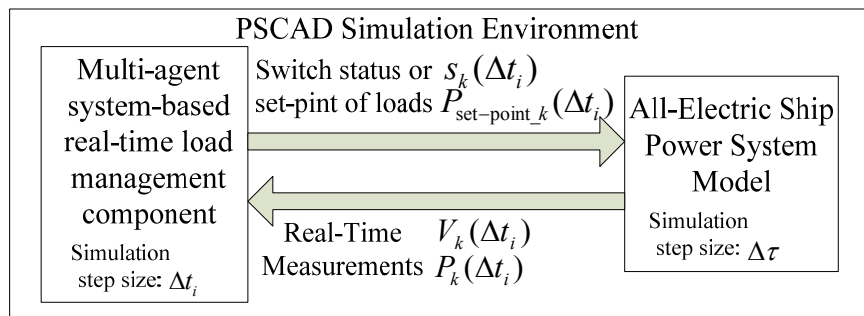 PSCAD Simulation Environment
Multi-agent
system-based
real-time load
management
component
Simulation
step size: Δt_i
Switch status or s_k(Δt_i)
set-pint of loads P_set−point_k(Δt_i)
Real-Time V_k(Δt_i)
Measurements P_k(Δt_i)
All-Electric Ship
Power System
Model
Simulation
step size: Δτ